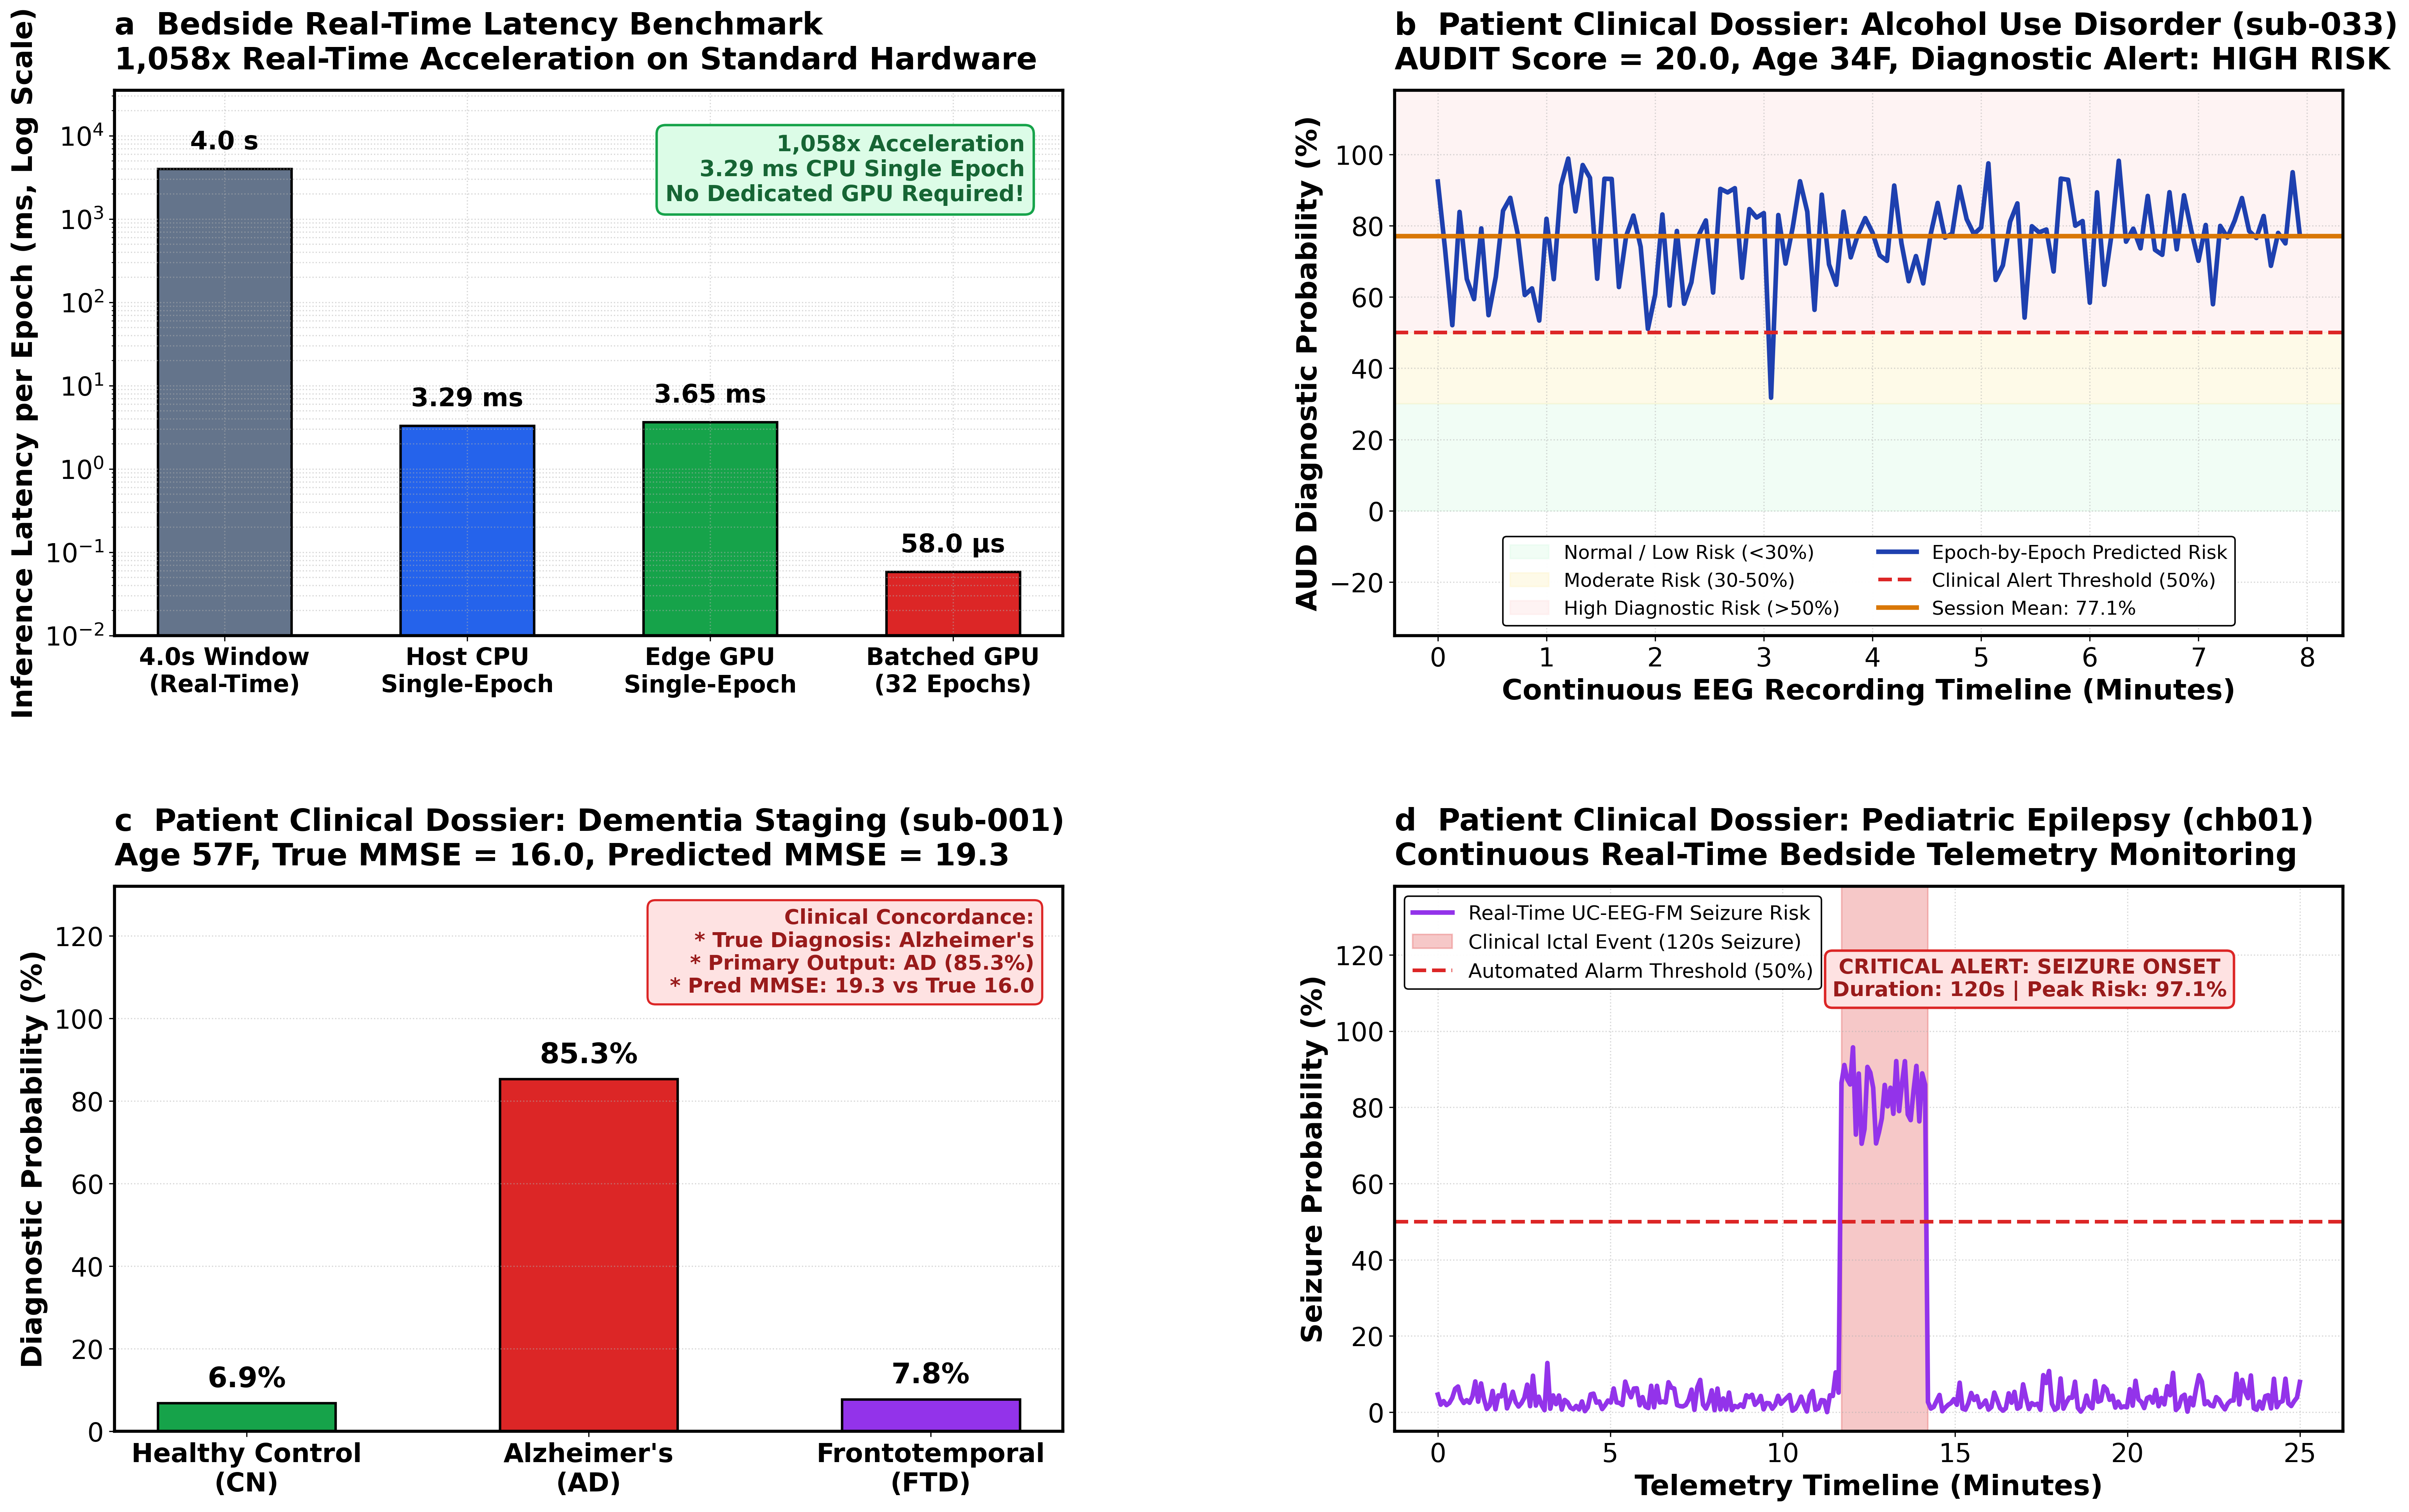 a  Bedside Real-Time Latency Benchmark
1,058x Real-Time Acceleration on Standard Hardware
Inference Latency per Epoch (ms, Log Scale)
10⁴
10³
10²
10¹
10⁰
10⁻¹
10⁻²
4.0 s
3.29 ms
3.65 ms
58.0 µs
1,058x Acceleration
3.29 ms CPU Single Epoch
No Dedicated GPU Required!
4.0s Window
(Real-Time)
Host CPU
Single-Epoch
Edge GPU
Single-Epoch
Batched GPU
(32 Epochs)
b  Patient Clinical Dossier: Alcohol Use Disorder (sub-033)
AUDIT Score = 20.0, Age 34F, Diagnostic Alert: HIGH RISK
AUD Diagnostic Probability (%)
100
80
60
40
20
0
−20
Normal / Low Risk (<30%)
Moderate Risk (30-50%)
High Diagnostic Risk (>50%)
Epoch-by-Epoch Predicted Risk
Clinical Alert Threshold (50%)
Session Mean: 77.1%
0 1 2 3 4 5 6 7 8
Continuous EEG Recording Timeline (Minutes)
c  Patient Clinical Dossier: Dementia Staging (sub-001)
Age 57F, True MMSE = 16.0, Predicted MMSE = 19.3
Diagnostic Probability (%)
120
100
80
60
40
20
0
Clinical Concordance:
* True Diagnosis: Alzheimer's
* Primary Output: AD (85.3%)
* Pred MMSE: 19.3 vs True 16.0
6.9%
85.3%
7.8%
Healthy Control
(CN)
Alzheimer's
(AD)
Frontotemporal
(FTD)
d  Patient Clinical Dossier: Pediatric Epilepsy (chb01)
Continuous Real-Time Bedside Telemetry Monitoring
Seizure Probability (%)
120
100
80
60
40
20
0
Real-Time UC-EEG-FM Seizure Risk
Clinical Ictal Event (120s Seizure)
Automated Alarm Threshold (50%)
CRITICAL ALERT: SEIZURE ONSET
Duration: 120s | Peak Risk: 97.1%
0 5 10 15 20 25
Telemetry Timeline (Minutes)